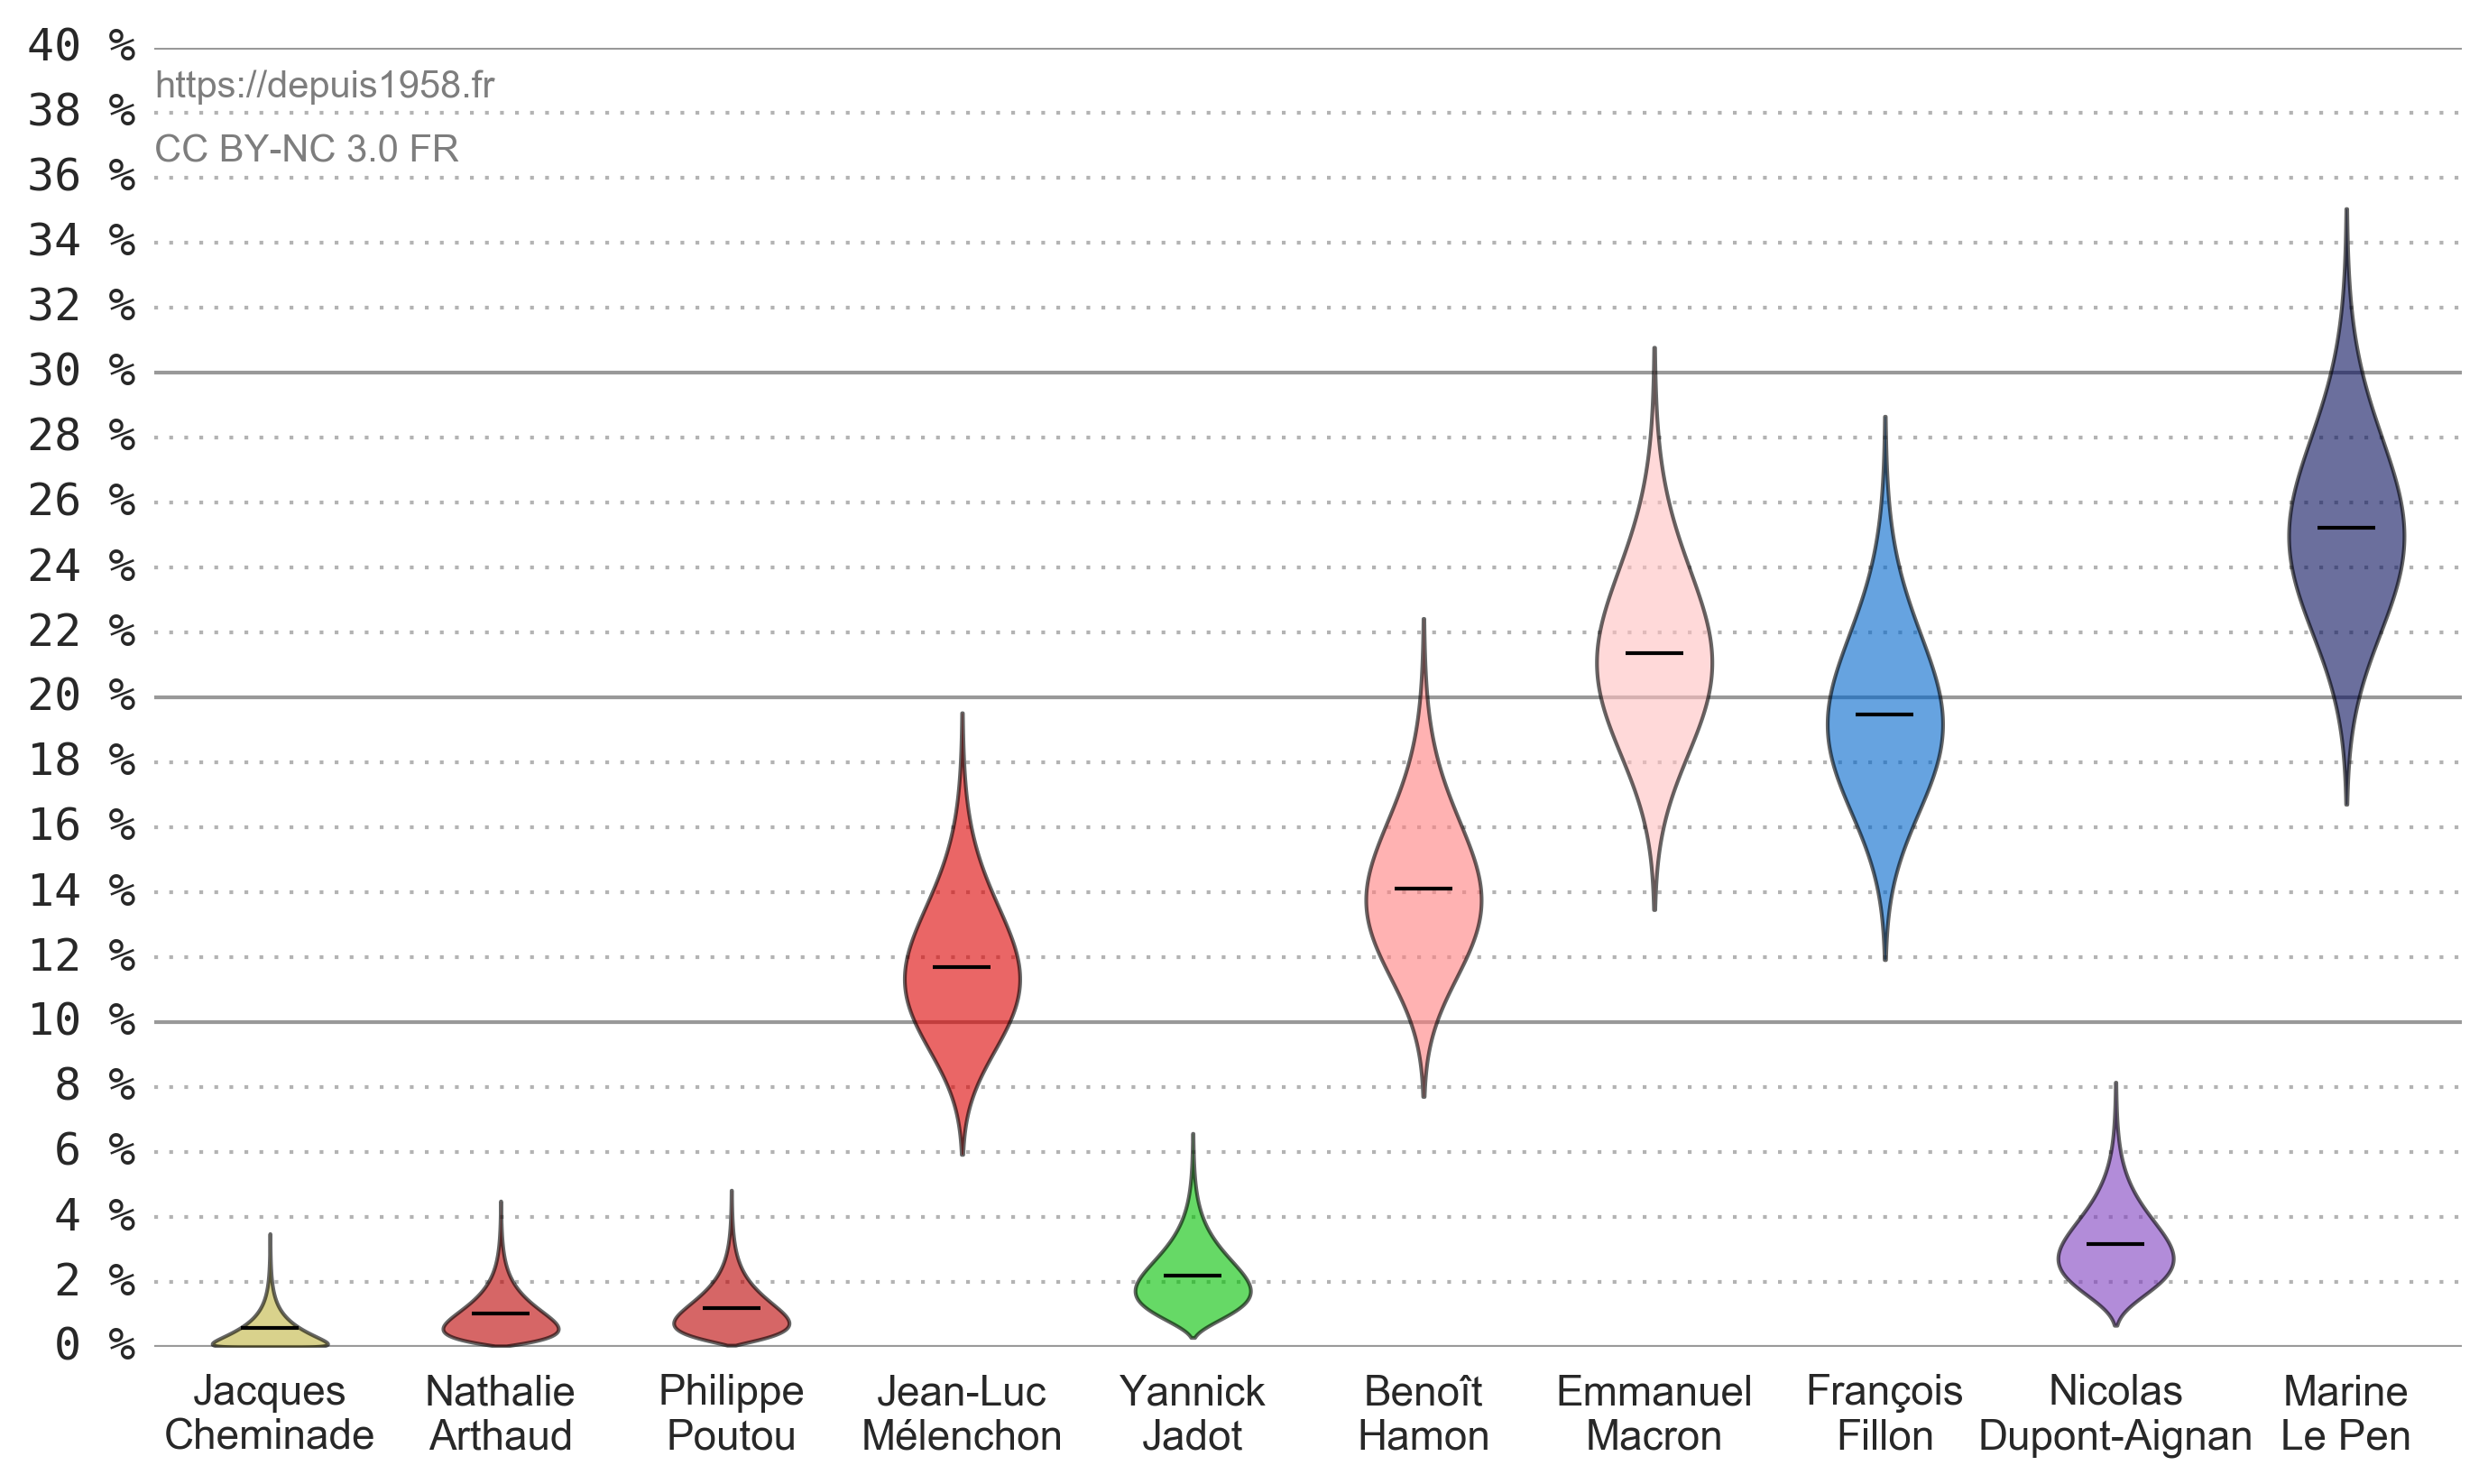 40 %
https://depuis1958.fr
38 %
CC BY-NC 3.0 FR
36 %
34 %
32 %
30 %
28 %
26 %
24 %
22 %
20 %
18 %
16 %
14 %
12 %
10 %
8 %
6 %
4 %
2 %
0 %
Jacques
Cheminade
Nathalie
Arthaud
Philippe
Poutou
Jean-Luc
Mélenchon
Yannick
Jadot
Benoît
Hamon
Emmanuel
Macron
François
Fillon
Nicolas
Dupont-Aignan
Marine
Le Pen